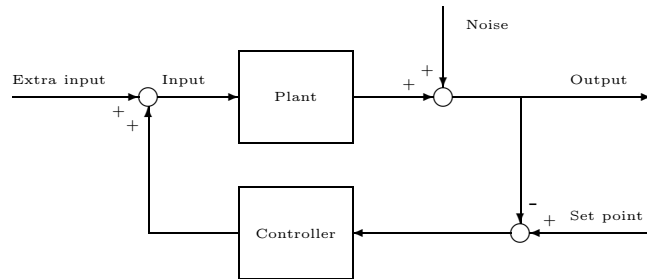 Noise
Extra input
Input
+
+
Output
Plant
+
+
-
+
Set point
Controller